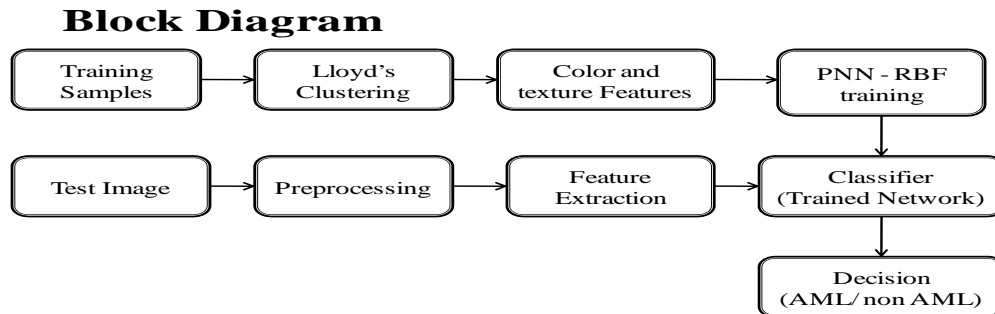 Block Diagram
Training
Samples
Lloyd's
Clustering
Color and
texture Features
PNN - RBF
training
Test Image
Preprocessing
Feature
Extraction
Classifier
(Trained Network)
Decision
(AML/ non AML)